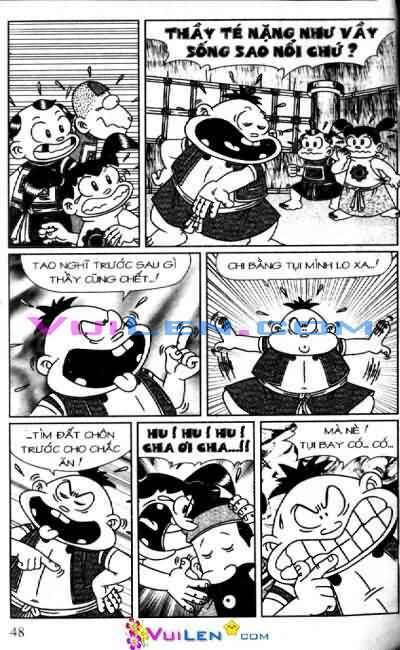 THẦY TÉ NẶNG NHƯ VẦY
SỐNG SAO NỔI CHỨ?
TAO NGHĨ TRƯỚC SAU GÌ
THẦY CŨNG CHẾT...!
CHI BẰNG TỤI MÌNH LO XA...!
VUILEN.COM
...TÌM ĐẤT CHÔN
TRƯỚC CHO CHẮC
ĂN!
HU! HU! HU!
CHA ƠI CHA...!!
MÀ NÈ!
TỤI BAY CÓ... CÓ...
48
VUILEN.COM